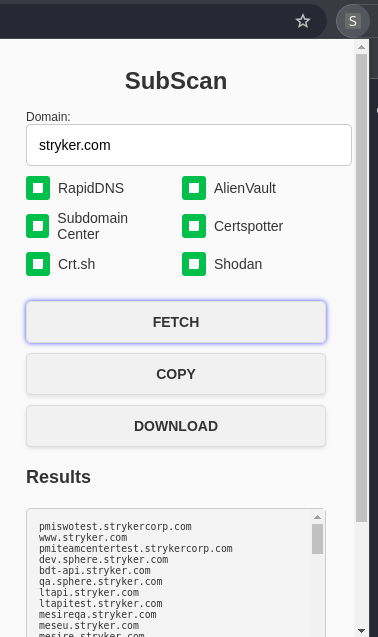 S
SubScan
Domain:
stryker.com
RapidDNS
AlienVault
Subdomain
Center
Certspotter
Crt.sh
Shodan
FETCH
COPY
DOWNLOAD
Results
pmiswotest.strykercorp.com
www.stryker.com
pmiteamcentertest.strykercorp.com
dev.sphere.stryker.com
bdt-api.stryker.com
qa.sphere.stryker.com
ltapi.stryker.com
ltapitest.stryker.com
mesireqa.stryker.com
meseu.stryker.com
mesire.stryker.com